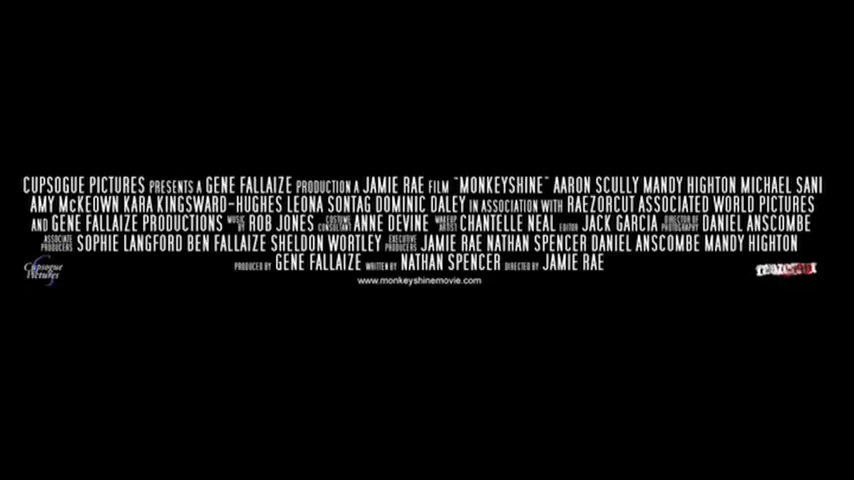 CUPSOGUE PICTURES PRESENTS A GENE FALLAIZE PRODUCTION A JAMIE RAE FILM "MONKEYSHINE" AARON SCULLY MANDY HIGHTON MICHAEL SANI
AMY McKEOWN KARA KINGSWARD-HUGHES LEONA SONTAG DOMINIC DALEY IN ASSOCIATION WITH RAEZORCUT ASSOCIATED WORLD PICTURES
AND GENE FALLAIZE PRODUCTIONS MUSIC BY ROB JONES COSTUME CONSULTANT ANNE DEVINE MAKEUP ARTIST CHANTELLE NEAL EDITOR JACK GARCIA DIRECTOR OF PHOTOGRAPHY DANIEL ANSCOMBE
ASSOCIATE PRODUCERS SOPHIE LANGFORD BEN FALLAIZE SHELDON WORTLEY EXECUTIVE PRODUCERS JAMIE RAE NATHAN SPENCER DANIEL ANSCOMBE MANDY HIGHTON
PRODUCED BY GENE FALLAIZE WRITTEN BY NATHAN SPENCER DIRECTED BY JAMIE RAE
Cupsogue
Pictures
www.monkeyshinemovie.com